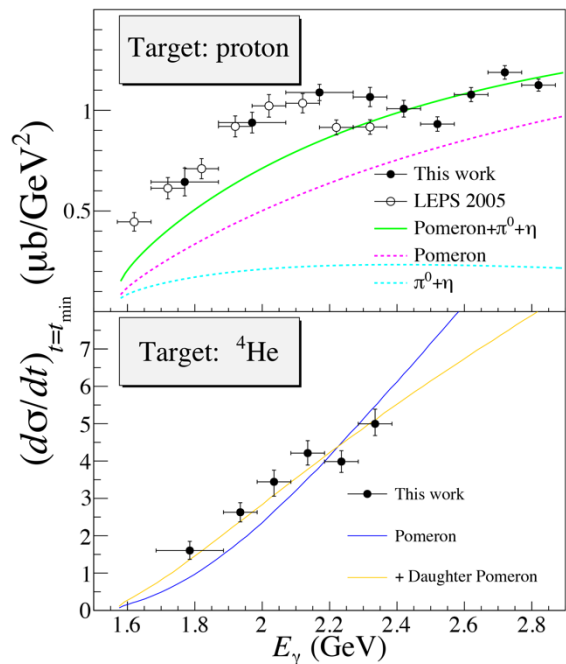 Target: proton
1
0.5
(μb/GeV²)
This work
LEPS 2005
Pomeron+π⁰+η
Pomeron
π⁰+η
Target: ⁴He
(dσ/dt)t=tmin
7
6
5
4
3
2
1
0
This work
Pomeron
+ Daughter Pomeron
1.6 1.8 2 2.2 2.4 2.6 2.8
Eγ (GeV)